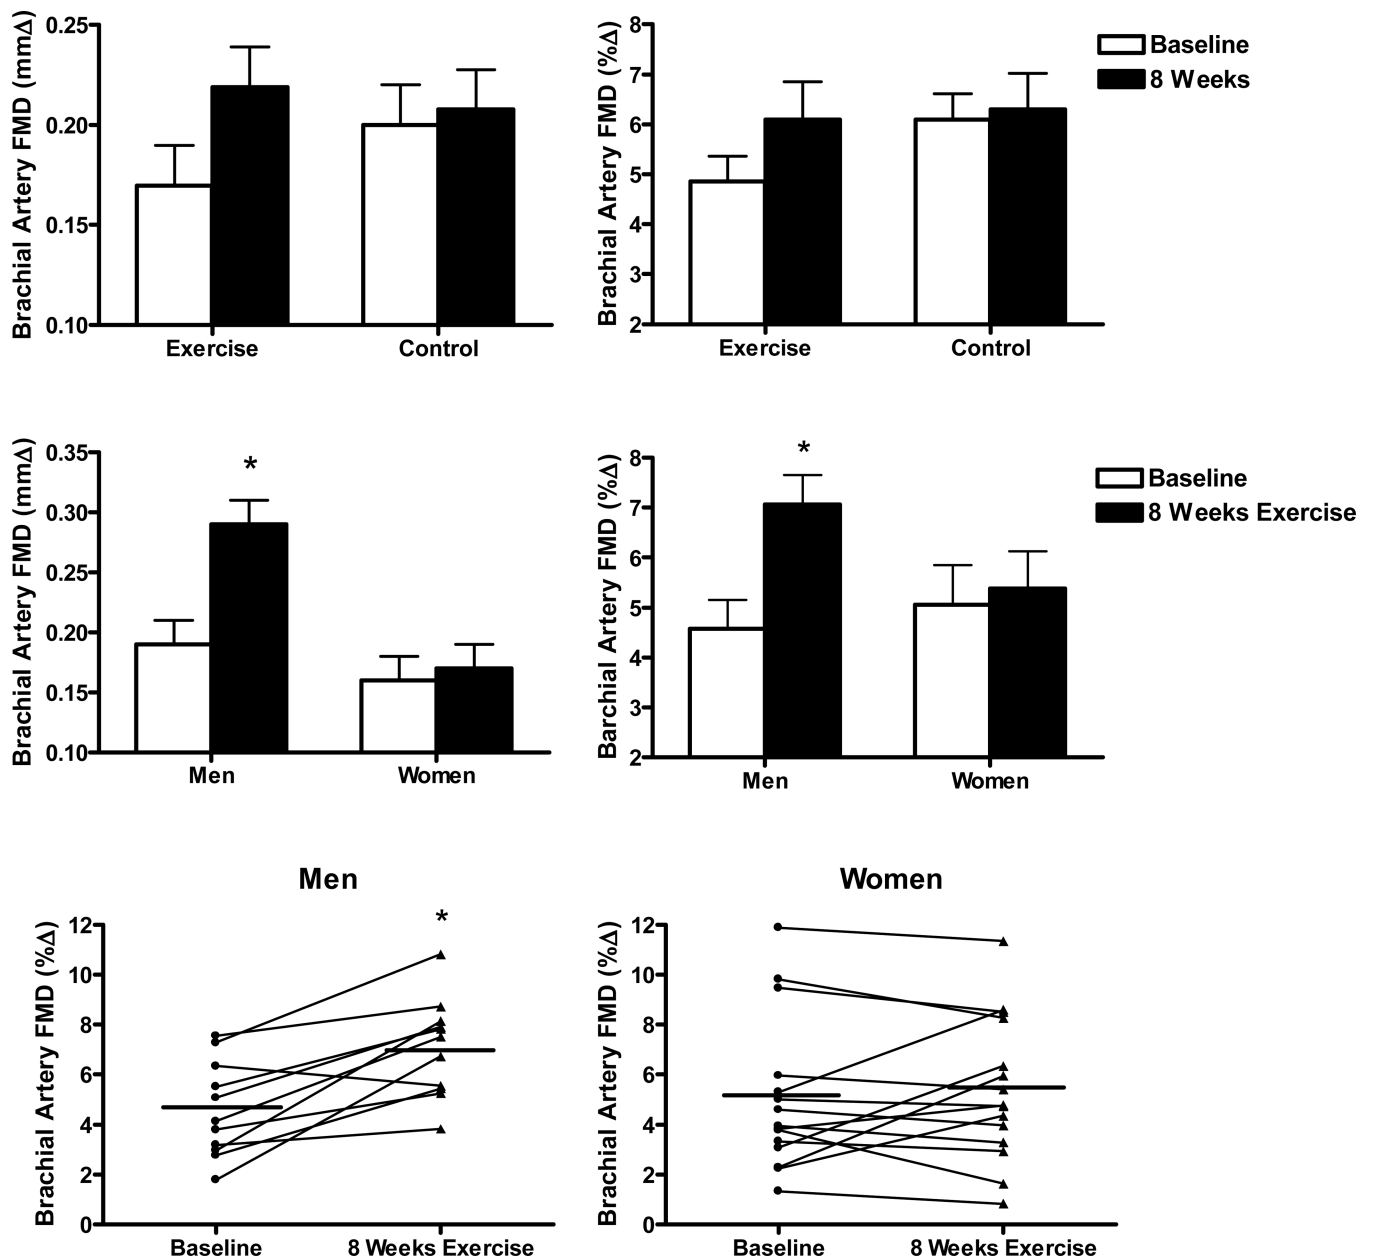 Brachial Artery FMD (mmΔ)
0.25
0.20
0.15
0.10
Exercise
Control
Brachial Artery FMD (%Δ)
8
7
6
5
4
3
2
Exercise
Control
Baseline
8 Weeks
Brachial Artery FMD (mmΔ)
0.35
0.30
0.25
0.20
0.15
0.10
*
Men
Women
Barchial Artery FMD (%Δ)
8
7
6
5
4
3
2
*
Men
Women
Baseline
8 Weeks Exercise
Men
Brachial Artery FMD (%Δ)
12
10
8
6
4
2
0
*
Baseline
8 Weeks Exercise
Women
Brachial Artery FMD (%Δ)
12
10
8
6
4
2
0
Baseline
8 Weeks Exercise